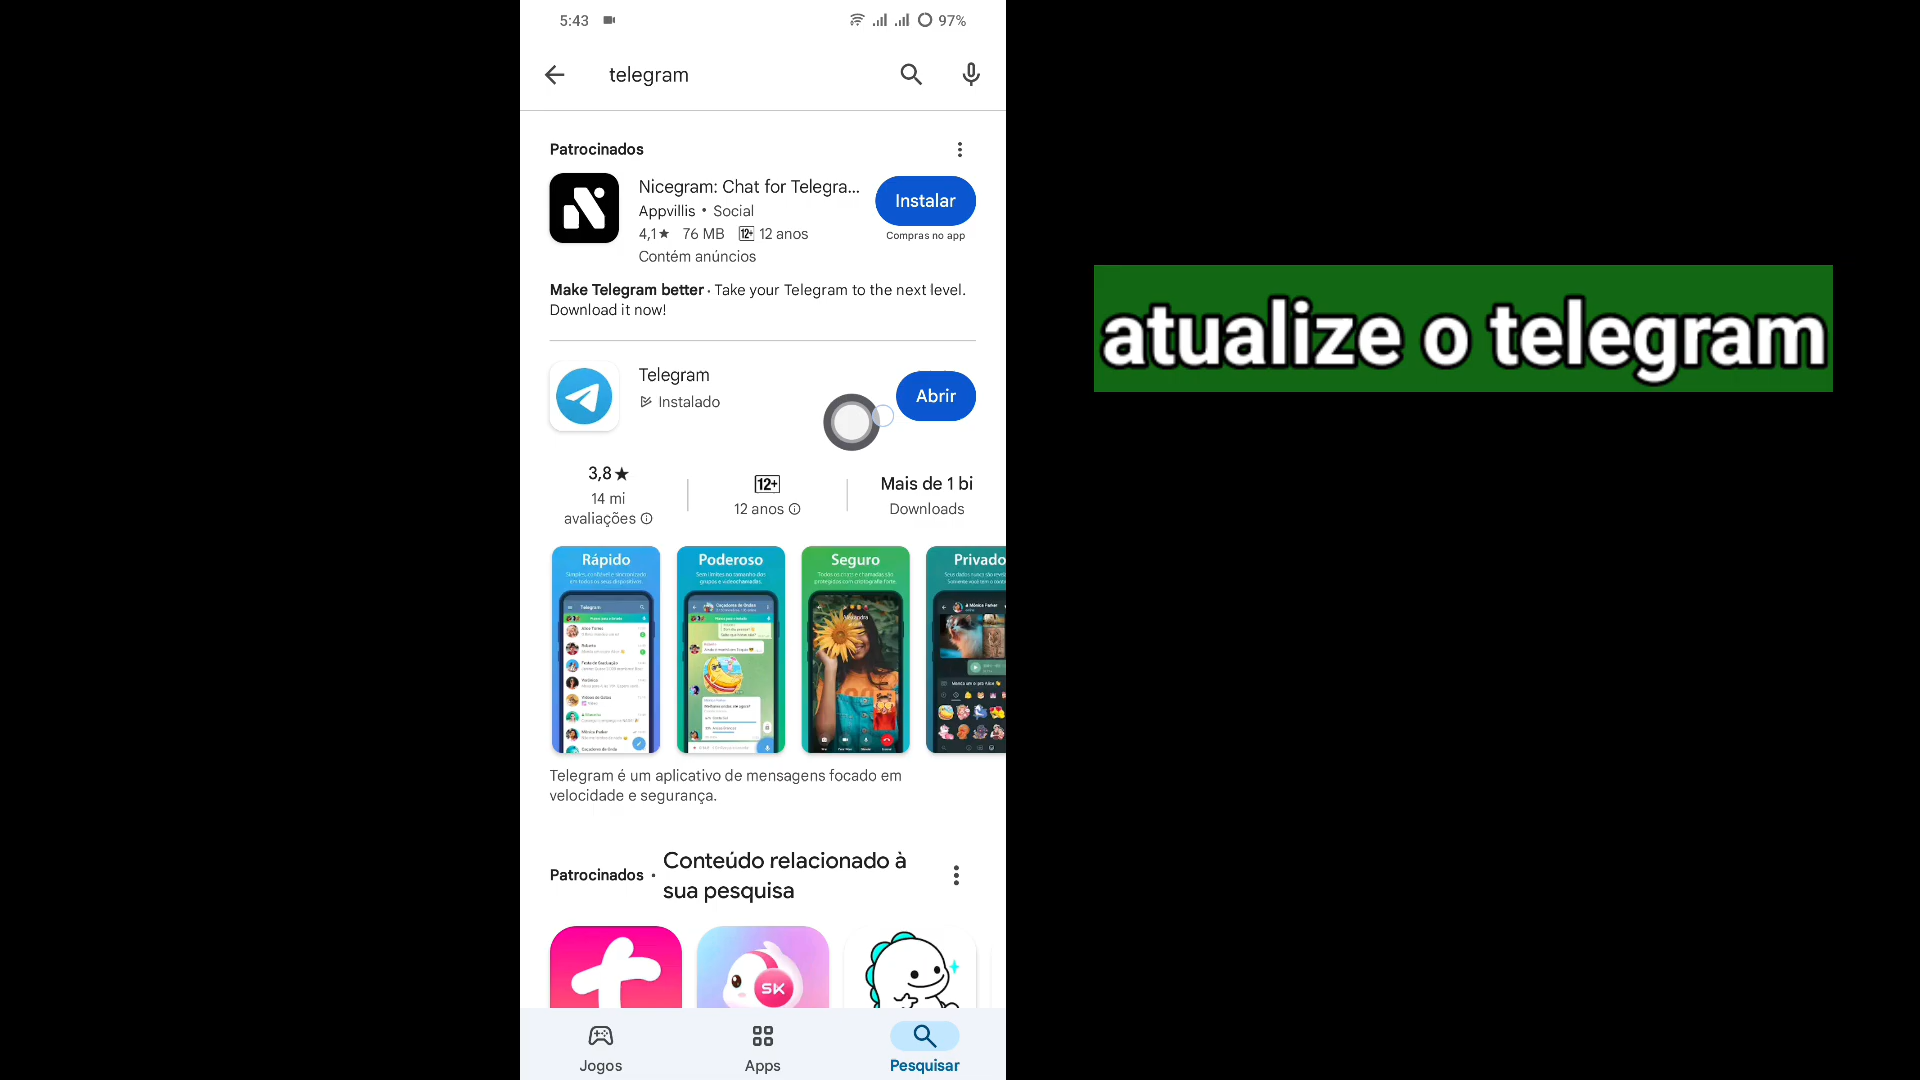 5:43
97%
telegram
Patrocinados
Nicegram: Chat for Telegra...
Appvillis • Social
4,1★ 76 MB 12+ 12 anos
Contém anúncios
Instalar
Compras no app
Make Telegram better · Take your Telegram to the next level.
Download it now!
Telegram
Instalado
Abrir
3,8★
14 mi
avaliações
12+
12 anos
Mais de 1 bi
Downloads
Rápido
Poderoso
Seguro
Privado
Telegram é um aplicativo de mensagens focado em
velocidade e segurança.
Patrocinados •
Conteúdo relacionado à
sua pesquisa
SK
Jogos
Apps
Pesquisar
atualize o telegram